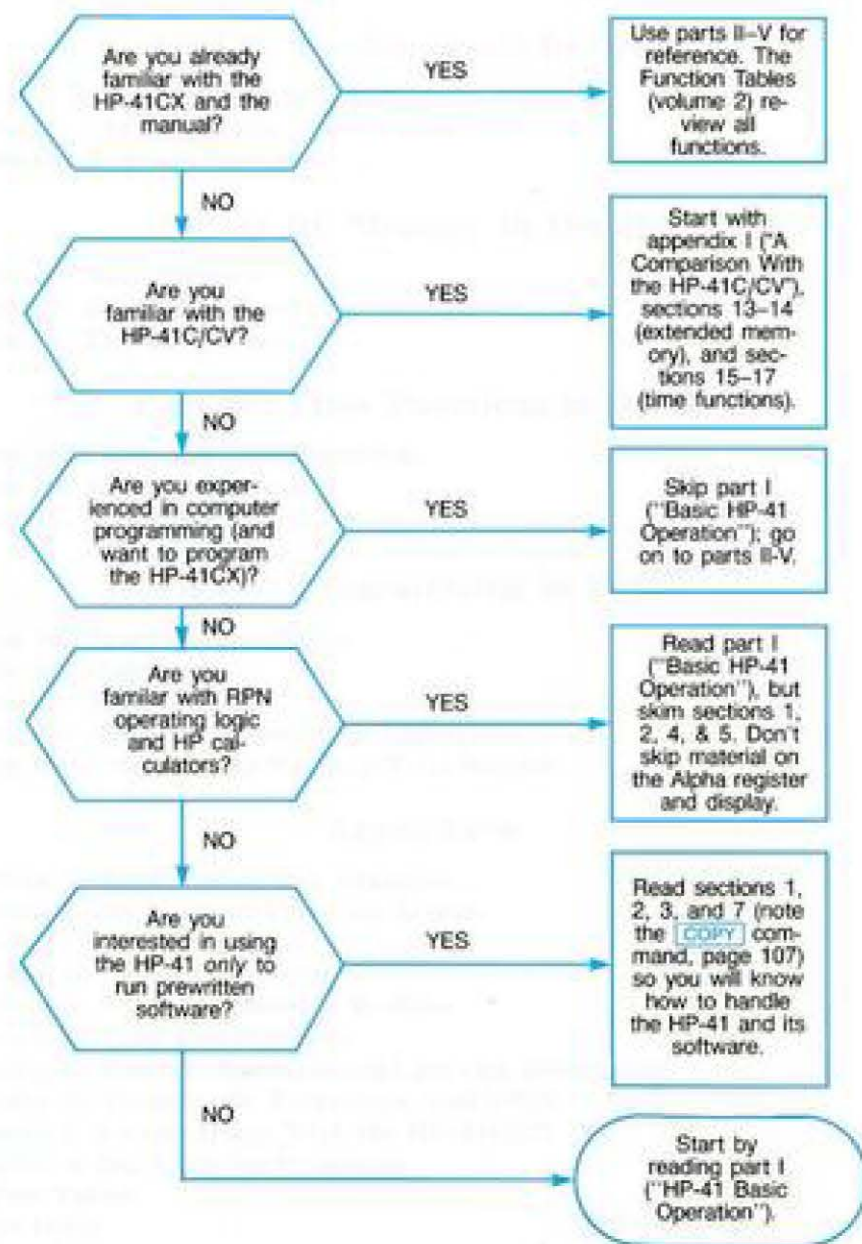 Are you already
familiar with the
HP-41CX and the
manual?
YES
Use parts II–V for
reference. The
Function Tables
(volume 2) re-
view all
functions.
NO
Are you
familiar with the
HP-41C/CV?
YES
Start with
appendix I ("A
Comparison With
the HP-41C/CV"),
sections 13–14
(extended mem-
ory), and sec-
tions 15–17
(time functions).
NO
Are you exper-
ienced in computer
programming (and
want to program
the HP-41CX)?
YES
Skip part I
("Basic HP-41
Operation"); go
on to parts II-V.
NO
Are you
familar with RPN
operating logic
and HP cal-
culators?
YES
Read part I
("Basic HP-41
Operation"), but
skim sections 1,
2, 4, & 5. Don't
skip material on
the Alpha register
and display.
NO
Are you
interested in using
the HP-41 only to
run prewritten
software?
YES
Read sections 1,
2, 3, and 7 (note
the COPY com-
mand, page 107)
so you will know
how to handle
the HP-41 and its
software.
NO
Start by
reading part I
("HP-41 Basic
Operation").